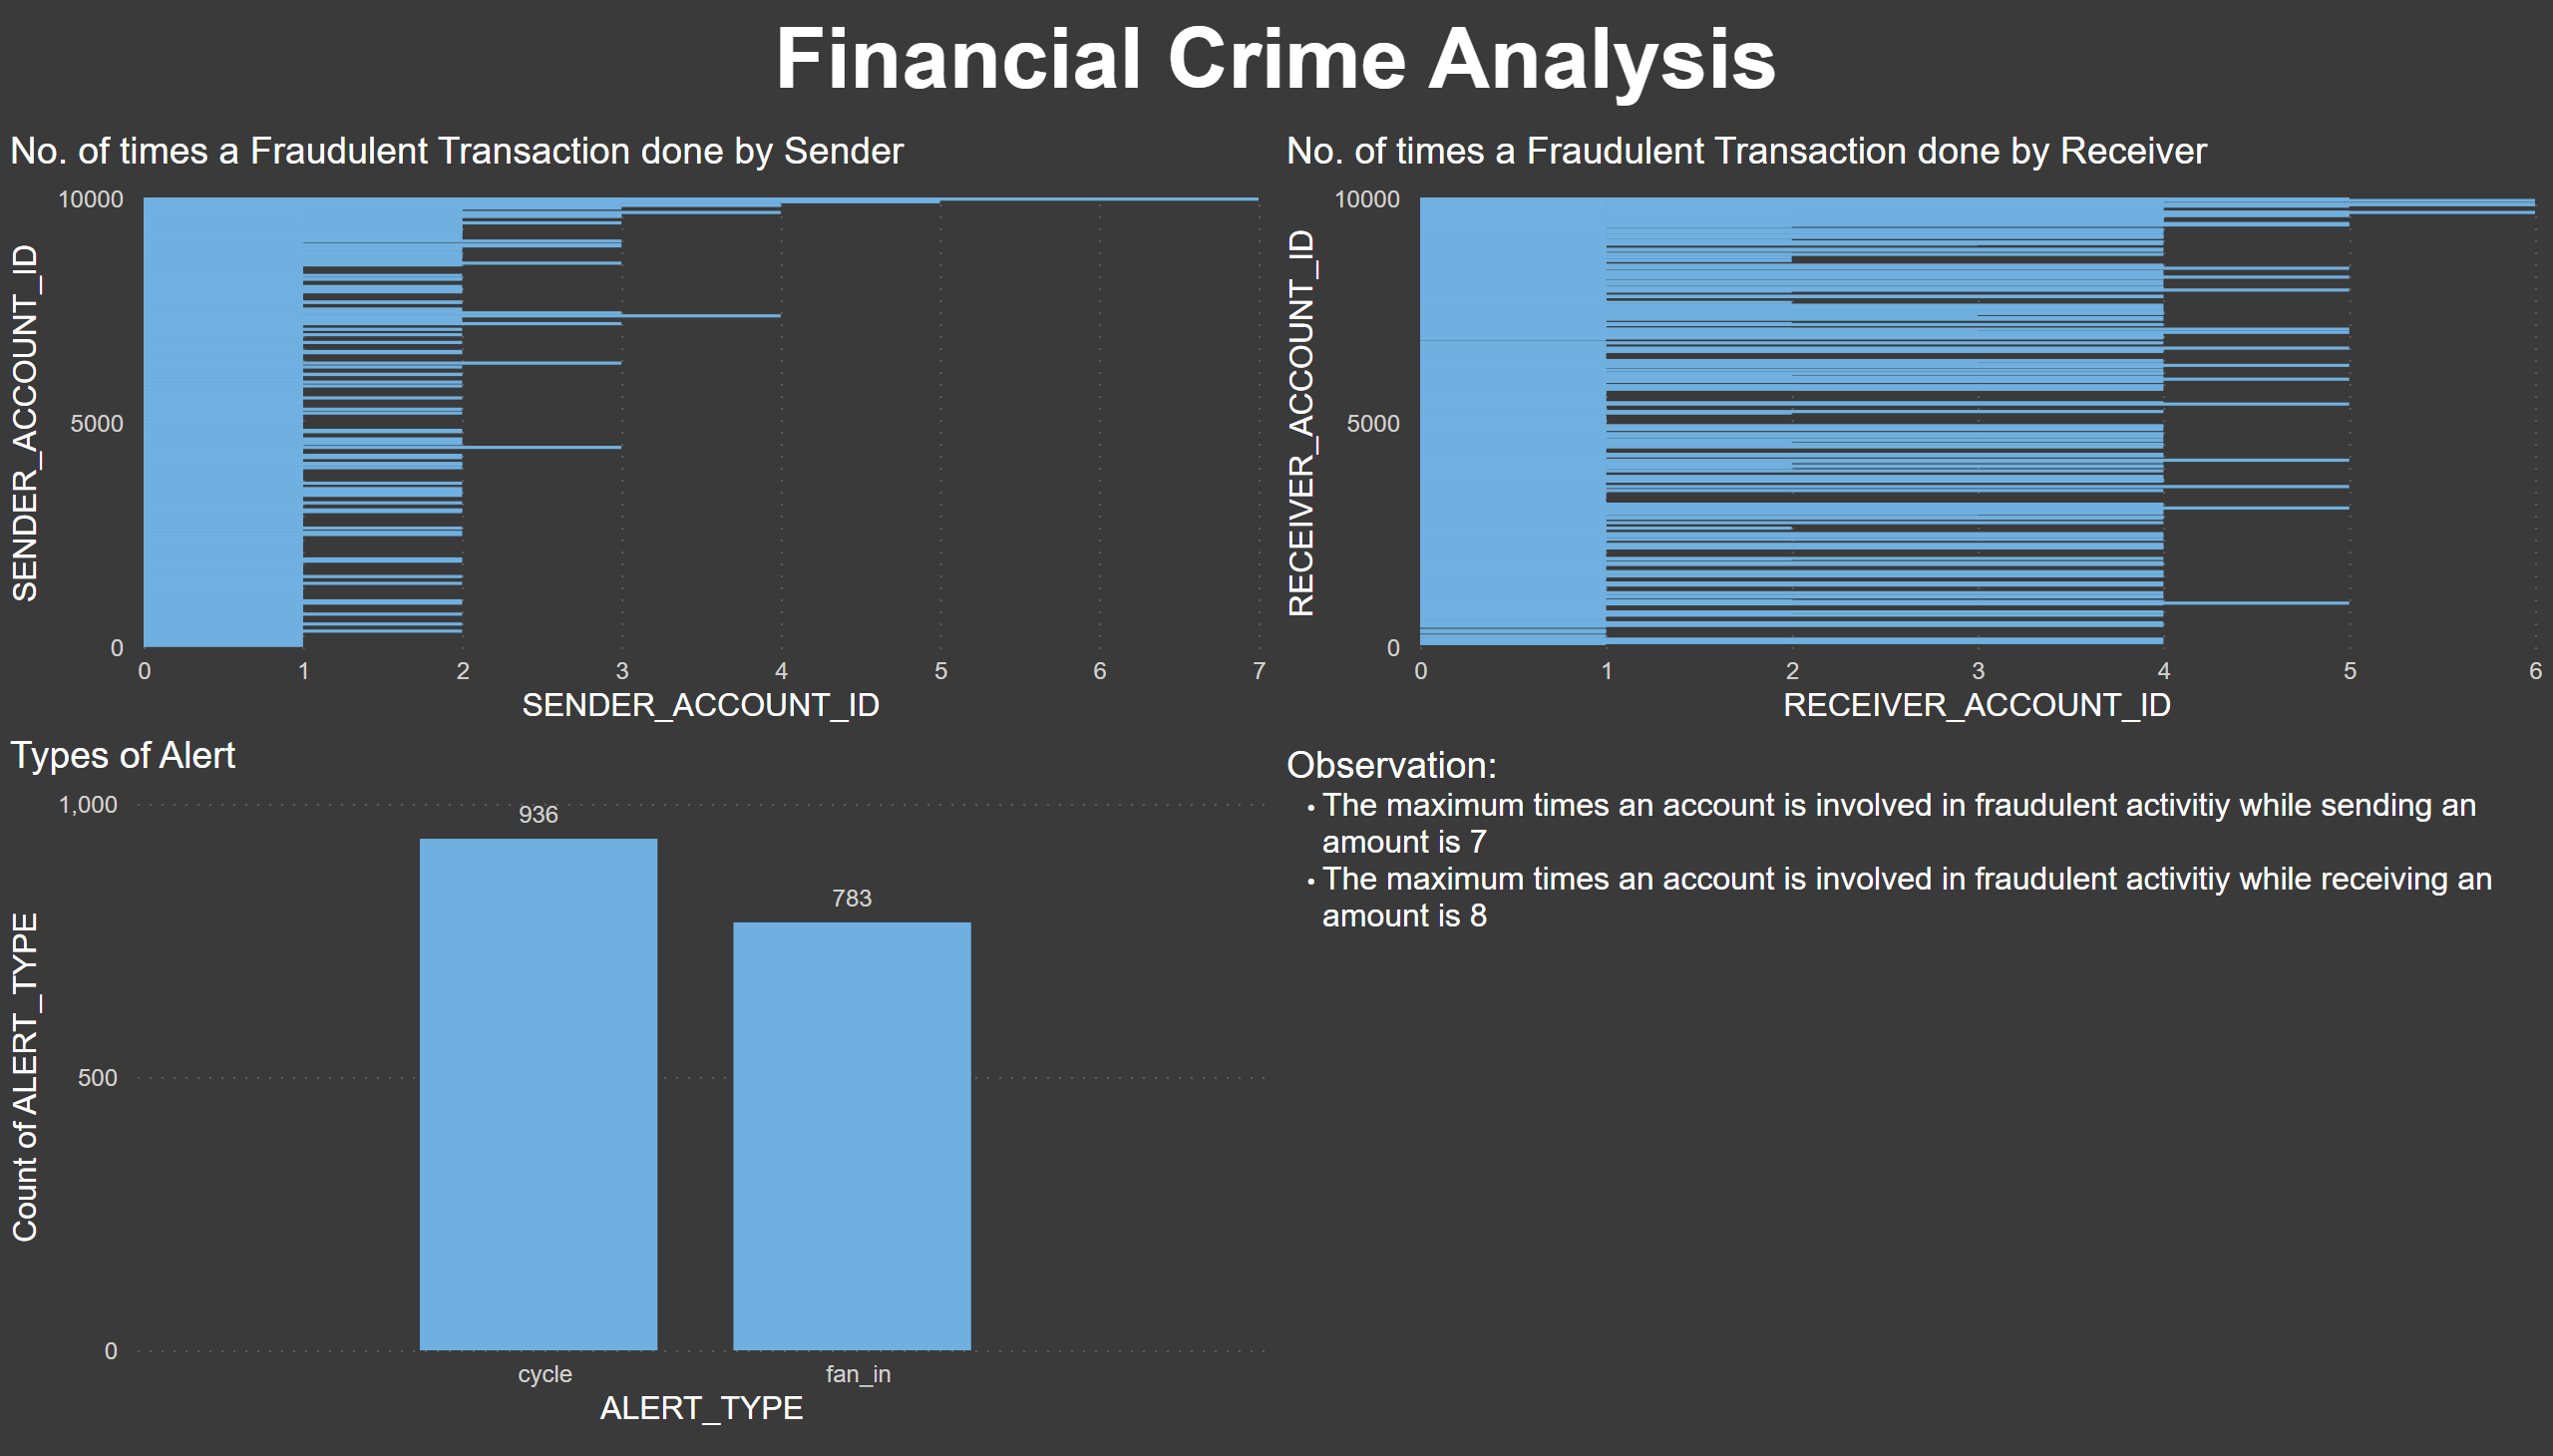 Financial Crime Analysis
No. of times a Fraudulent Transaction done by Sender
SENDER_ACCOUNT_ID
10000
5000
0
0 1 2 3 4 5 6 7
SENDER_ACCOUNT_ID
No. of times a Fraudulent Transaction done by Receiver
RECEIVER_ACCOUNT_ID
10000
5000
0
0 1 2 3 4 5 6
RECEIVER_ACCOUNT_ID
Types of Alert
Count of ALERT_TYPE
1,000
500
0
936
783
cycle fan_in
ALERT_TYPE
Observation:
• The maximum times an account is involved in fraudulent activitiy while sending an
amount is 7
• The maximum times an account is involved in fraudulent activitiy while receiving an
amount is 8